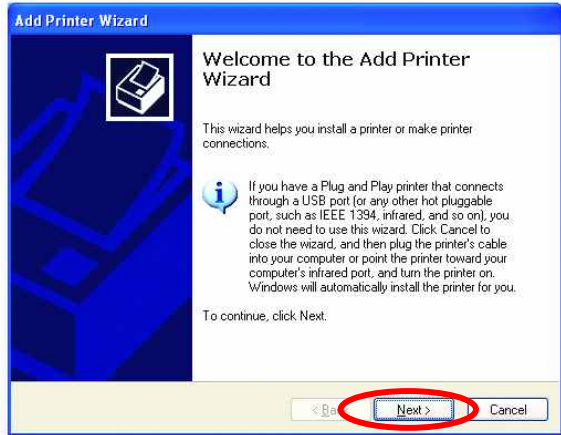 Add Printer Wizard
Welcome to the Add Printer
Wizard
This wizard helps you install a printer or make printer
connections.
If you have a Plug and Play printer that connects
through a USB port (or any other hot pluggable
port, such as IEEE 1394, infrared, and so on), you
do not need to use this wizard. Click Cancel to
close the wizard, and then plug the printer's cable
into your computer or point the printer toward your
computer's infrared port, and turn the printer on.
Windows will automatically install the printer for you.
To continue, click Next.
< Ba
Next >
Cancel